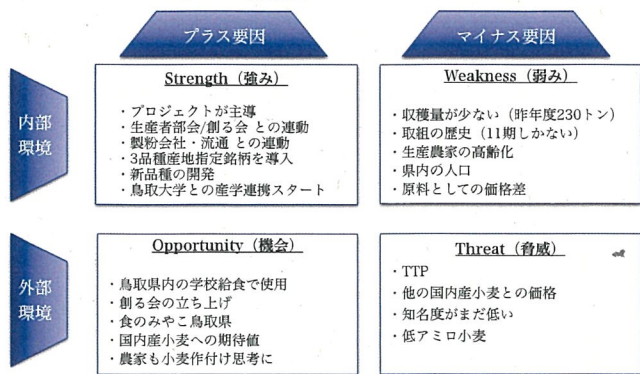 プラス要因
マイナス要因
内部
環境
Strength（強み）
・プロジェクトが主導
・生産者部会/創る会 との連動
・製粉会社・流通 との連動
・3品種産地指定銘柄を導入
・新品種の開発
・鳥取大学との産学連携スタート
Weakness（弱み）
・収穫量が少ない（昨年度230トン）
・取組の歴史（11期しかない）
・生産農家の高齢化
・県内の人口
・原料としての価格差
外部
環境
Opportunity（機会）
・鳥取県内の学校給食で使用
・創る会の立ち上げ
・食のみやこ鳥取県
・国内産小麦への期待値
・農家も小麦作付け思考に
Threat（脅威）
・TTP
・他の国内産小麦との価格
・知名度がまだ低い
・低アミロ小麦